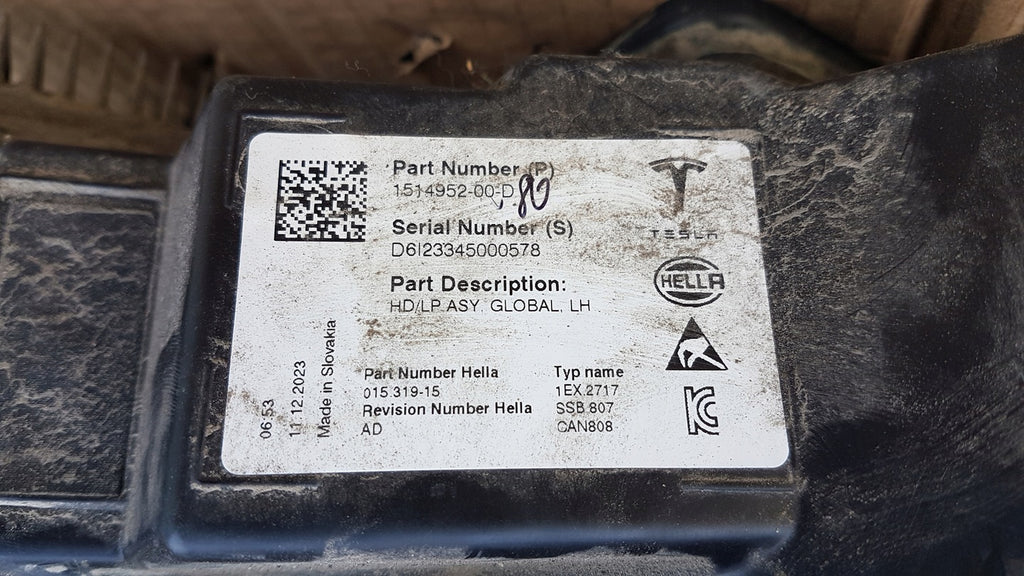 Part Number (P)
1514952-00-D
80
Serial Number (S)
D6I23345000578
Part Description:
HD/LP ASY, GLOBAL, LH
TESLA
HELLA
06:53
11.12.2023
Made in Slovakia
Part Number Hella
015.319-15
Revision Number Hella
AD
Typ name
1EX.2717
SSB.807
CAN808